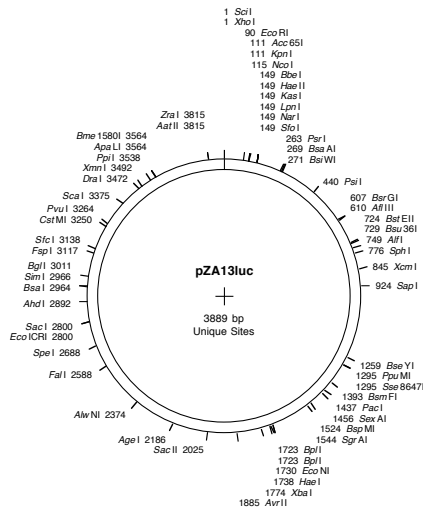 1 SciI
1 XhoI
90 EcoRI
111 Acc65I
111 KpnI
115 NcoI
149 BbeI
149 HaeII
149 KasI
149 LpnI
149 NarI
149 SfoI
263 PsrI
269 BsaAI
271 BsiWI
440 PsiI
607 BsrGI
610 AflIII
724 BstEII
729 Bsu36I
749 AlfI
776 SphI
845 XcmI
924 SapI
1259 BseYI
1295 PpuMI
1295 Sse8647I
1393 BsmFI
1437 PacI
1456 SexAI
1524 BspMI
1544 SgrAI
1723 BplI
1723 BplI
1730 EcoNI
1738 HaeI
1774 XbaI
1885 AvrII
SacII 2025
AgeI 2186
AlwNI 2374
FalI 2588
SpeI 2688
EcoICRI 2800
SacI 2800
AhdI 2892
BsaI 2964
SimI 2966
BglI 3011
FspI 3117
SfcI 3138
CstMI 3250
PvuI 3264
ScaI 3375
DraI 3472
XmnI 3492
PpiI 3538
ApaLI 3564
Bme1580I 3564
AatII 3815
ZraI 3815
pZA13luc
3889 bp
Unique Sites